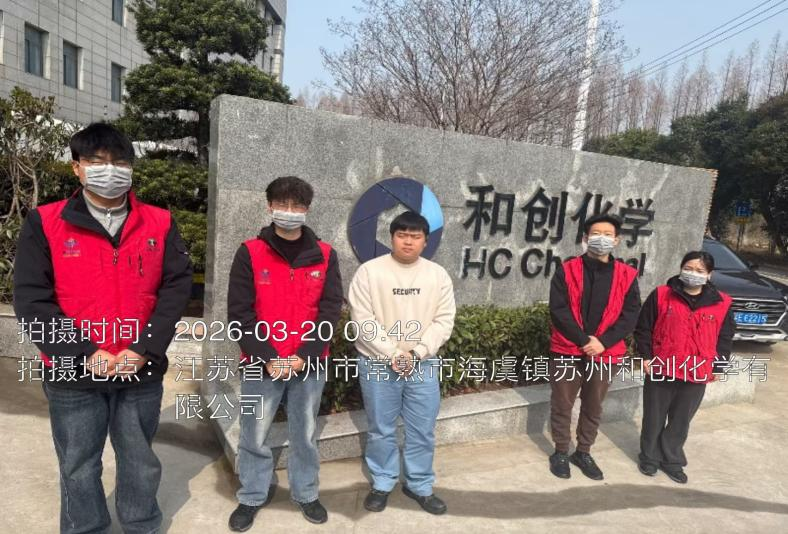 和创化学
HC Che
SECURITY
拍摄时间：2026-03-20 09:42
拍摄地点：江苏省苏州市常熟市海虞镇苏州和创化学有
限公司